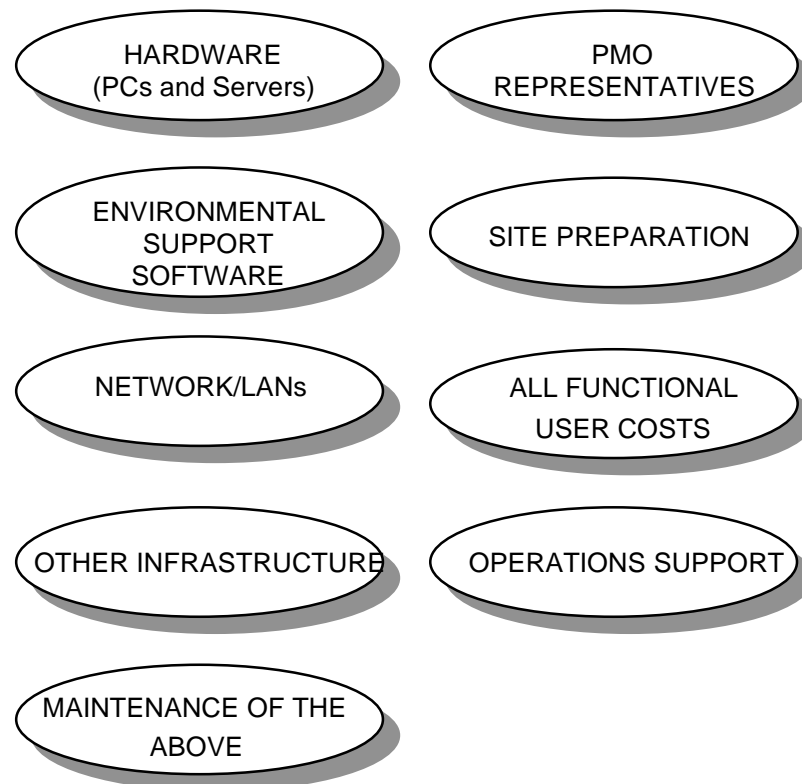 HARDWARE
(PCs and Servers)
PMO
REPRESENTATIVES
ENVIRONMENTAL
SUPPORT
SOFTWARE
SITE PREPARATION
NETWORK/LANs
ALL FUNCTIONAL
USER COSTS
OTHER INFRASTRUCTURE
OPERATIONS SUPPORT
MAINTENANCE OF THE
ABOVE